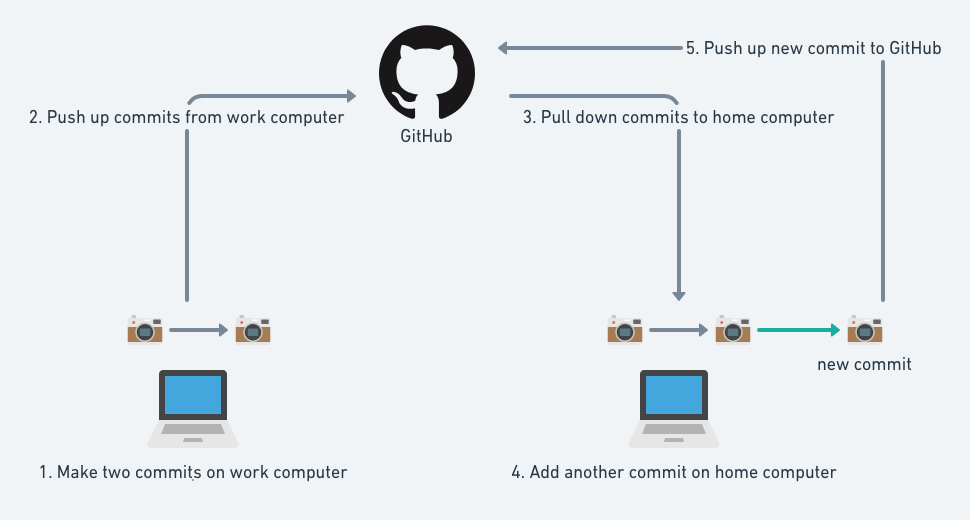 5. Push up new commit to GitHub
2. Push up commits from work computer
GitHub
3. Pull down commits to home computer
new commit
1. Make two commits on work computer
4. Add another commit on home computer